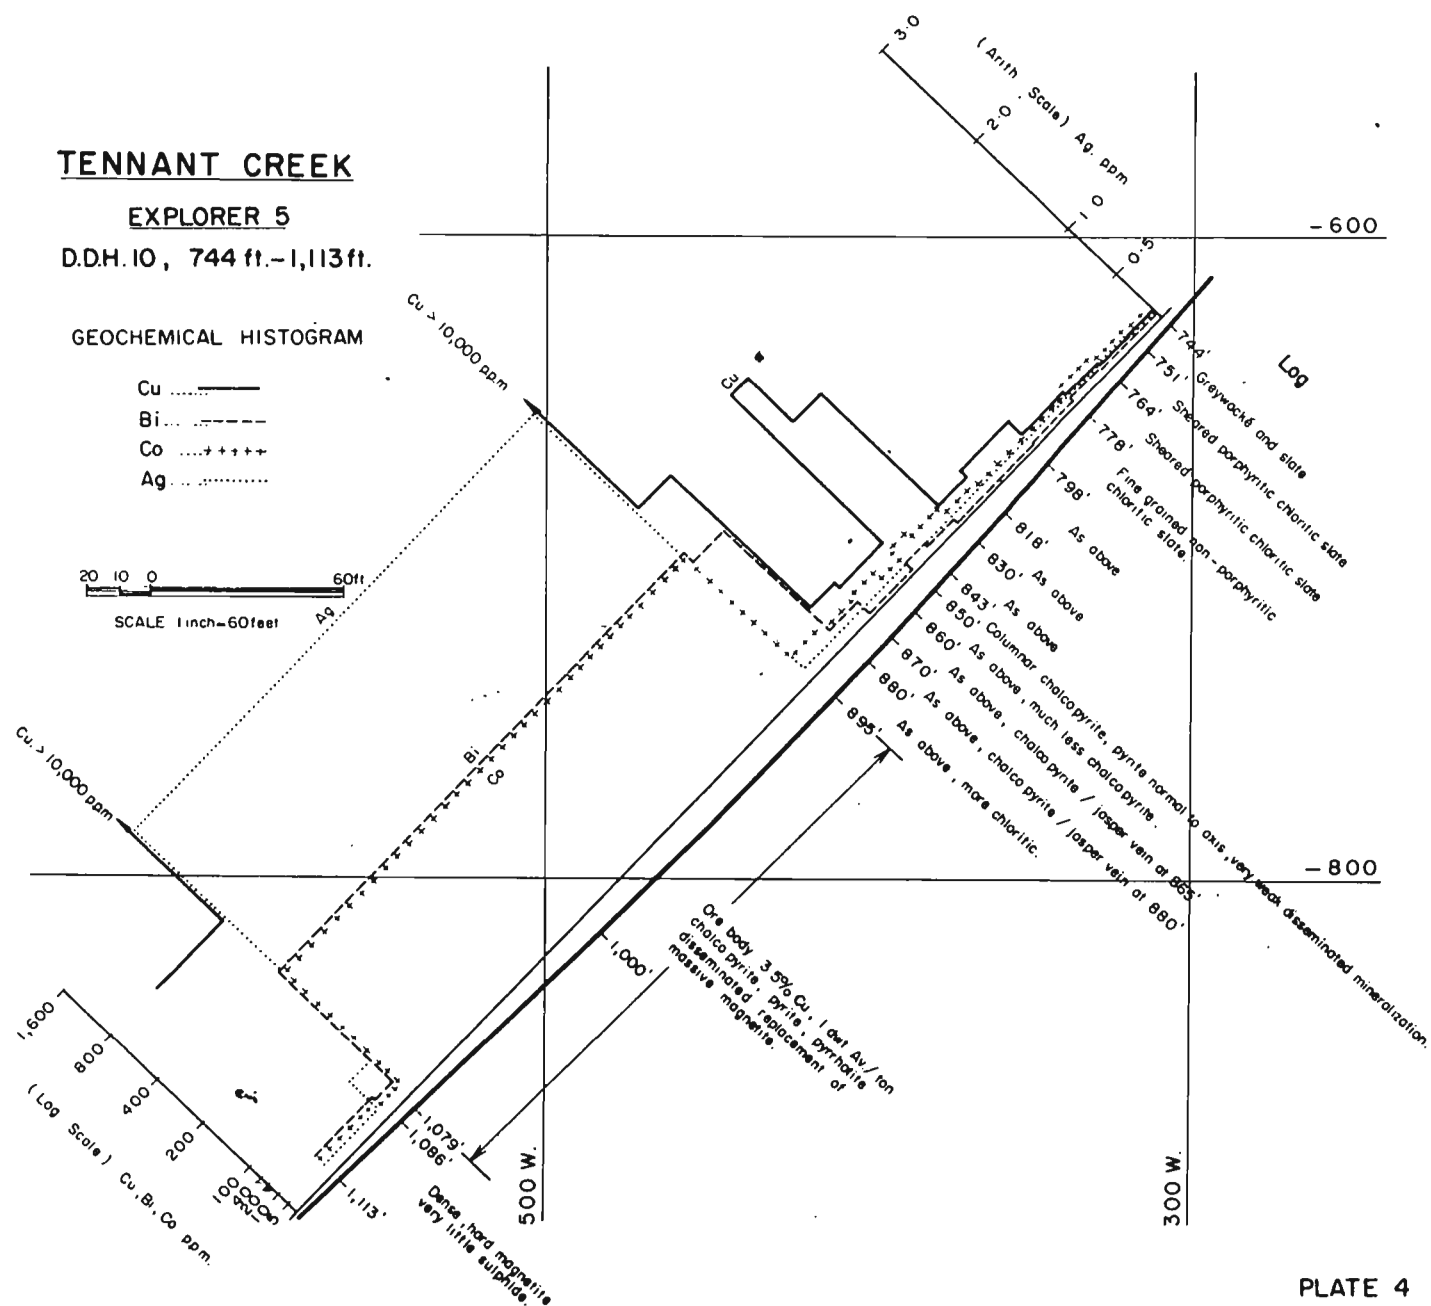 TENNANT CREEK
EXPLORER 5
D.D.H. 10, 744 ft.-1,113 ft.
GEOCHEMICAL HISTOGRAM
Cu
Bi
Co
Ag
20 10 0 60ft
SCALE 1 inch=60 feet
3·0
2·0
1·0
0·5
(Arith. Scale) Ag. ppm
-600
-800
500 W.
300 W.
Cu > 10,000 ppm
Cu. > 10,000 ppm
Cu
Ag
Bi
Co
Log
744'
Greywacké and slate
751'
Sheared porphyritic chloritic slate
764'
Sheared porphyritic chloritic slate
778'
Fine grained non-porphyritic
chloritic slate.
798'
As above
818'
As above
830'
As above
843'
Columnar chalcopyrite, pyrite normal to axis, very weak disseminated mineralization.
850'
As above, much less chalcopyrite.
860'
As above, chalcopyrite / jasper vein at 865'
870'
As above, chalcopyrite / jasper vein at 880'
880'
As above, more chloritic.
895'
Ore body 3.5% Cu, 1 dwt Av./ton
chalcopyrite, pyrite, pyrrhotite
disseminated replacement of
massive magnetite.
1,000'
1,079'
1,086'
Dense, hard magnetite
very little sulphide.
1,113'
1,600
800
400
200
(Log Scale) Cu, Bi, Co ppm.
PLATE 4